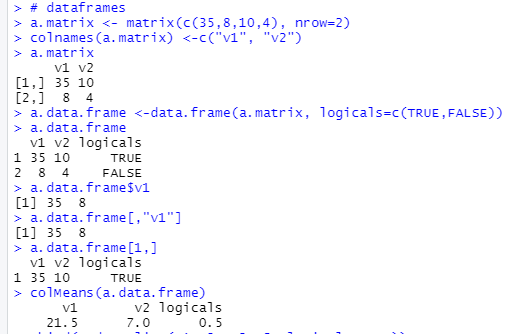 > # dataframes
> a.matrix <- matrix(c(35,8,10,4), nrow=2)
> colnames(a.matrix) <-c("v1", "v2")
> a.matrix
     v1 v2
[1,] 35 10
[2,]  8  4
> a.data.frame <-data.frame(a.matrix, logicals=c(TRUE,FALSE))
> a.data.frame
  v1 v2 logicals
1 35 10     TRUE
2  8  4    FALSE
> a.data.frame$v1
[1] 35  8
> a.data.frame[,"v1"]
[1] 35  8
> a.data.frame[1,]
  v1 v2 logicals
1 35 10     TRUE
> colMeans(a.data.frame)
      v1       v2 logicals
    21.5      7.0      0.5